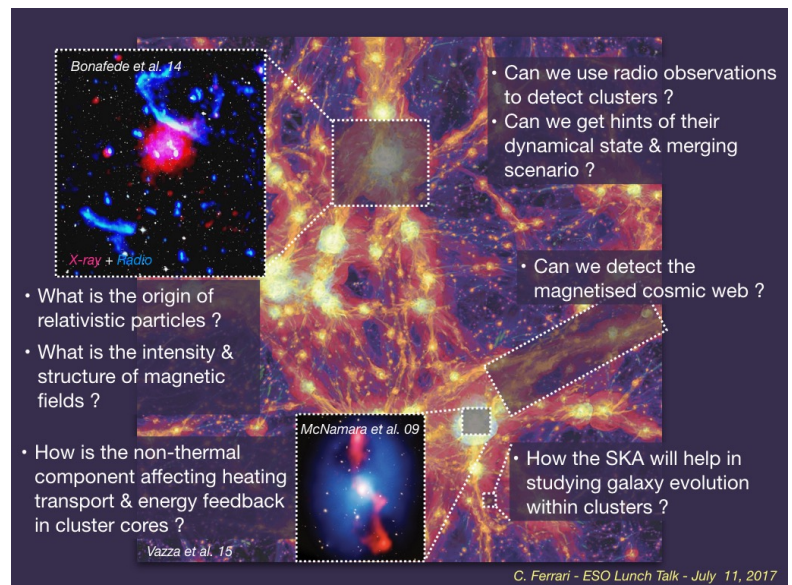 Bonafede et al. 14
X-ray + Radio
• Can we use radio observations
to detect clusters ?
• Can we get hints of their
dynamical state & merging
scenario ?
• Can we detect the
magnetised cosmic web ?
• What is the origin of
relativistic particles ?
• What is the intensity &
structure of magnetic
fields ?
McNamara et al. 09
• How is the non-thermal
component affecting heating
transport & energy feedback
in cluster cores ?
• How the SKA will help in
studying galaxy evolution
within clusters ?
Vazza et al. 15
C. Ferrari - ESO Lunch Talk - July 11, 2017